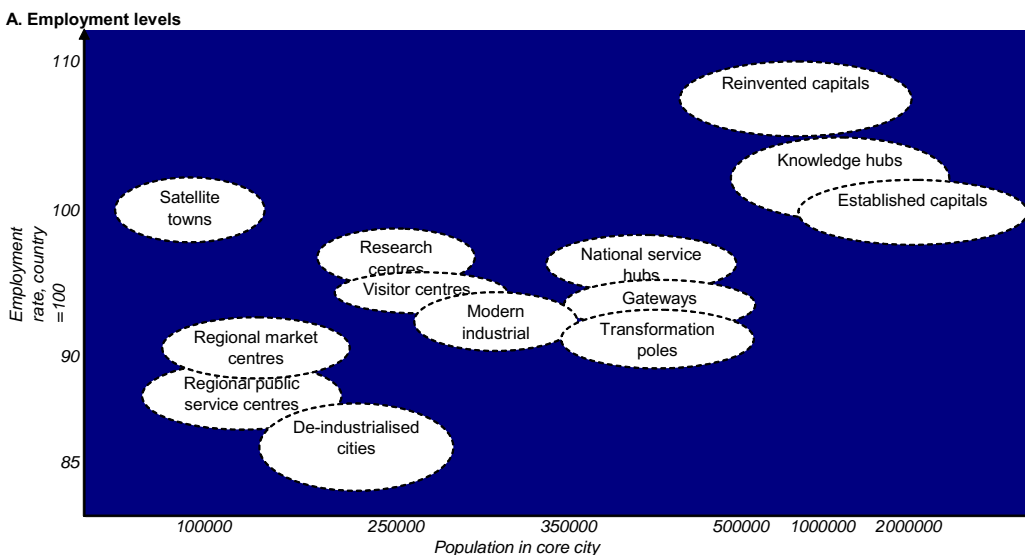 A. Employment levels
110
Reinvented capitals
Knowledge hubs
Established capitals
100
Satellite
towns
Research
centres
National service
hubs
Visitor centres
Gateways
Modern
industrial
Transformation
poles
Employment
rate, country
=100
90
Regional market
centres
Regional public
service centres
De-industrialised
cities
85
100000
250000
350000
500000
1000000
2000000
Population in core city